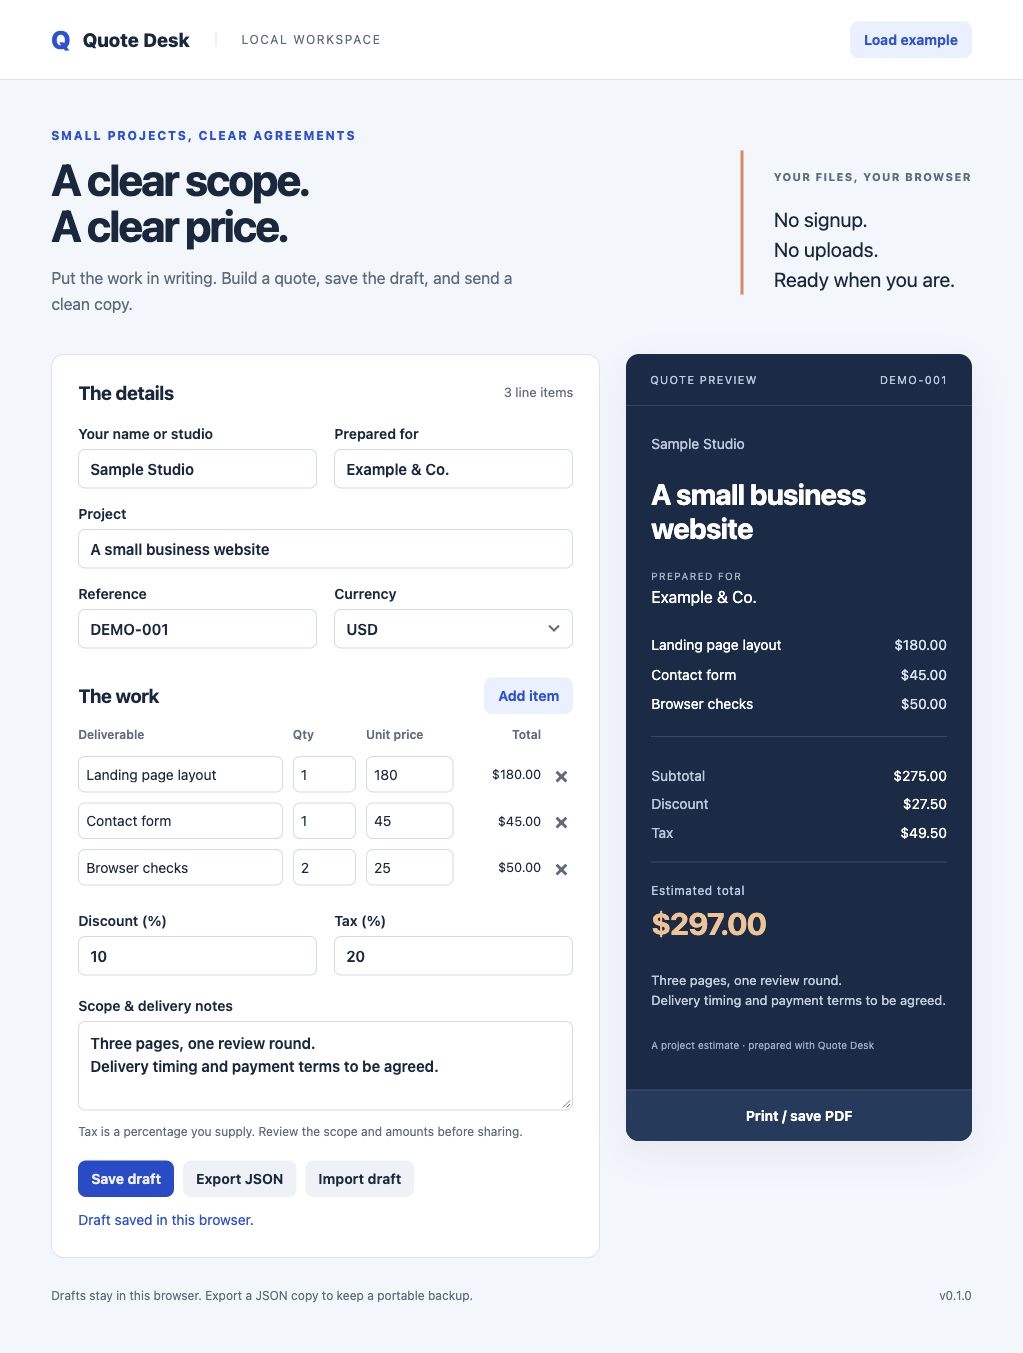 Q Quote Desk
LOCAL WORKSPACE
Load example
SMALL PROJECTS, CLEAR AGREEMENTS
A clear scope.
A clear price.
Put the work in writing. Build a quote, save the draft, and send a
clean copy.
YOUR FILES, YOUR BROWSER
No signup.
No uploads.
Ready when you are.
The details
3 line items
Your name or studio
Prepared for
Sample Studio
Example & Co.
Project
A small business website
Reference
Currency
DEMO-001
USD
The work
Add item
Deliverable Qty Unit price Total
Landing page layout 1 180 $180.00
Contact form 1 45 $45.00
Browser checks 2 25 $50.00
Discount (%)
Tax (%)
10
20
Scope & delivery notes
Three pages, one review round.
Delivery timing and payment terms to be agreed.
Tax is a percentage you supply. Review the scope and amounts before sharing.
Save draft
Export JSON
Import draft
Draft saved in this browser.
QUOTE PREVIEW
DEMO-001
Sample Studio
A small business
website
PREPARED FOR
Example & Co.
Landing page layout $180.00
Contact form $45.00
Browser checks $50.00
Subtotal $275.00
Discount $27.50
Tax $49.50
Estimated total
$297.00
Three pages, one review round.
Delivery timing and payment terms to be agreed.
A project estimate · prepared with Quote Desk
Print / save PDF
Drafts stay in this browser. Export a JSON copy to keep a portable backup.
v0.1.0